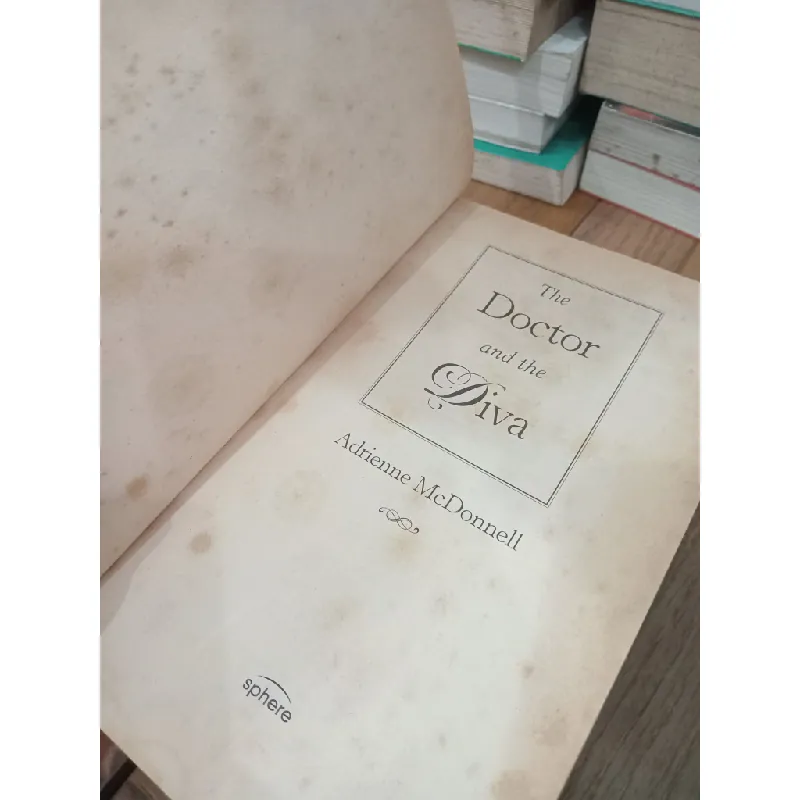 The
Doctor
and the
Diva
Adrienne McDonnell
sphere